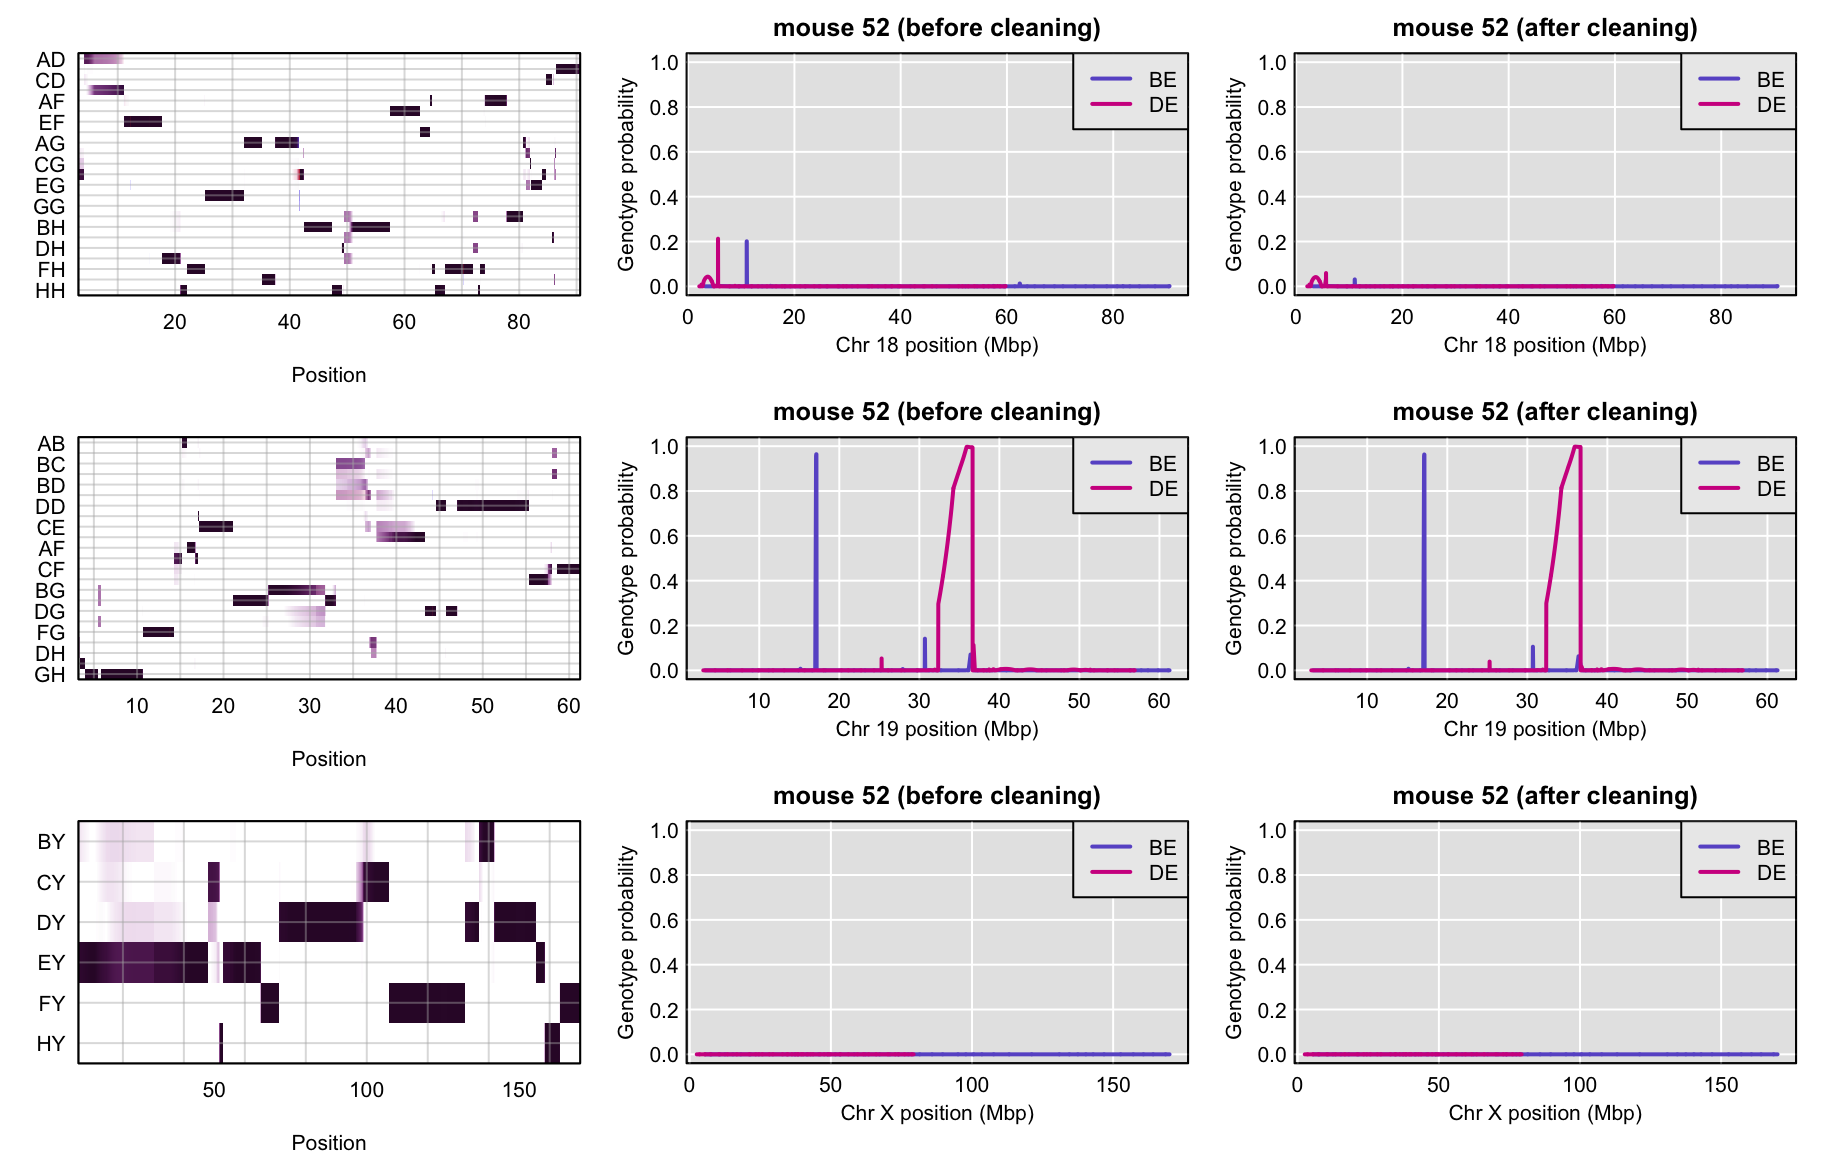 AD
CD
AF
EF
AG
CG
EG
GG
BH
DH
FH
HH
20 40 60 80
Position
mouse 52 (before cleaning)
Genotype probability
1.0
0.8
0.6
0.4
0.2
0.0
BE
DE
0 20 40 60 80
Chr 18 position (Mbp)
mouse 52 (after cleaning)
Genotype probability
1.0
0.8
0.6
0.4
0.2
0.0
BE
DE
0 20 40 60 80
Chr 18 position (Mbp)
AB
BC
BD
DD
CE
AF
CF
BG
DG
FG
DH
GH
10 20 30 40 50 60
Position
mouse 52 (before cleaning)
Genotype probability
1.0
0.8
0.6
0.4
0.2
0.0
BE
DE
10 20 30 40 50 60
Chr 19 position (Mbp)
mouse 52 (after cleaning)
Genotype probability
1.0
0.8
0.6
0.4
0.2
0.0
BE
DE
10 20 30 40 50 60
Chr 19 position (Mbp)
BY
CY
DY
EY
FY
HY
50 100 150
Position
mouse 52 (before cleaning)
Genotype probability
1.0
0.8
0.6
0.4
0.2
0.0
BE
DE
0 50 100 150
Chr X position (Mbp)
mouse 52 (after cleaning)
Genotype probability
1.0
0.8
0.6
0.4
0.2
0.0
BE
DE
0 50 100 150
Chr X position (Mbp)